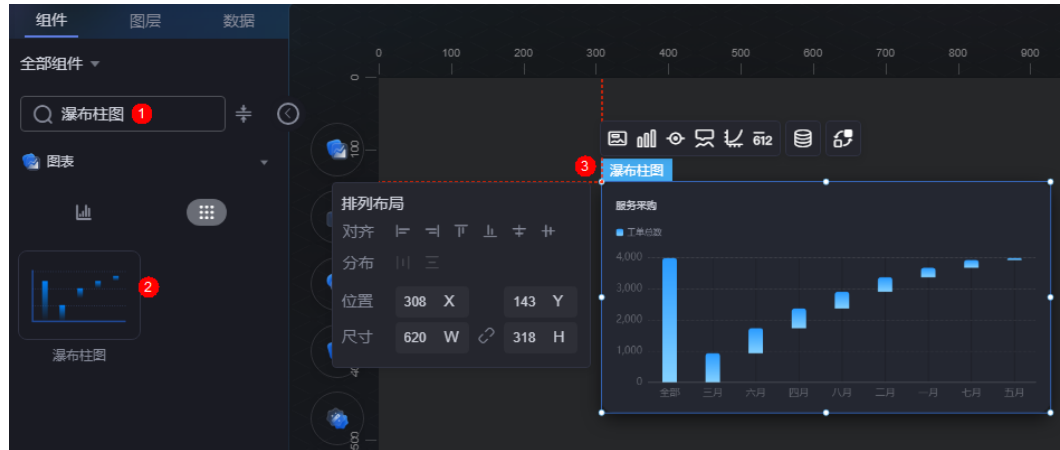 组件 图层 数据
全部组件
瀑布柱图 1
图表
2
瀑布柱图
0 100 200 300 400 500 600 700 800 900
0
100
500
612
3 瀑布柱图
排列布局
对齐
分布
位置 308 X 143 Y
尺寸 620 W 318 H
服务采购
工单总数
4,000
3,000
2,000
1,000
0
全部 三月 六月 四月 八月 二月 一月 七月 五月